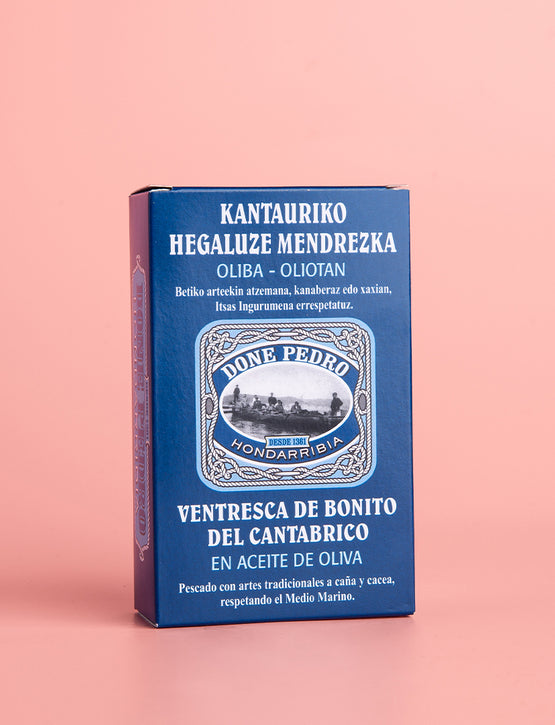 KANTAURIKO
HEGALUZE MENDREZKA
OLIBA - OLIOTAN
Betiko arteekin atzemana, kanaberaz edo xaxian,
Itsas Ingurumena errespetatuz.
DONE PEDRO
DESDE 1361
HONDARRIBIA
VENTRESCA DE BONITO
DEL CANTABRICO
EN ACEITE DE OLIVA
Pescado con artes tradicionales a caña y cacea,
respetando el Medio Marino.